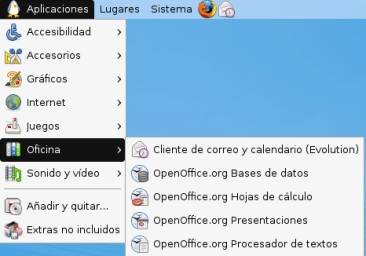 Aplicaciones Lugares Sistema
Accesibilidad
Accesorios
Gráficos
Internet
Juegos
Oficina
Sonido y vídeo
Añadir y quitar...
Extras no incluidos
Cliente de correo y calendario (Evolution)
OpenOffice.org Bases de datos
OpenOffice.org Hojas de cálculo
OpenOffice.org Presentaciones
OpenOffice.org Procesador de textos